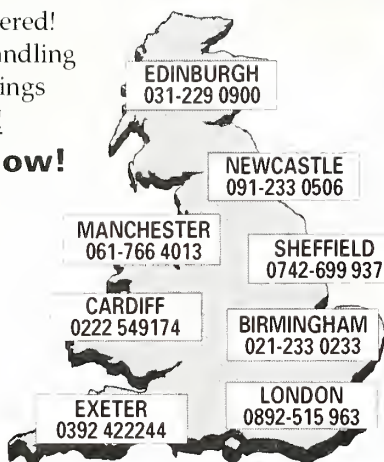 ered!
ndling
ings
ow!
EDINBURGH
031-229 0900
NEWCASTLE
091-233 0506
MANCHESTER
061-766 4013
SHEFFIELD
0742-699 937
CARDIFF
0222 549174
BIRMINGHAM
021-233 0233
EXETER
0392 422244
LONDON
0892-515 963